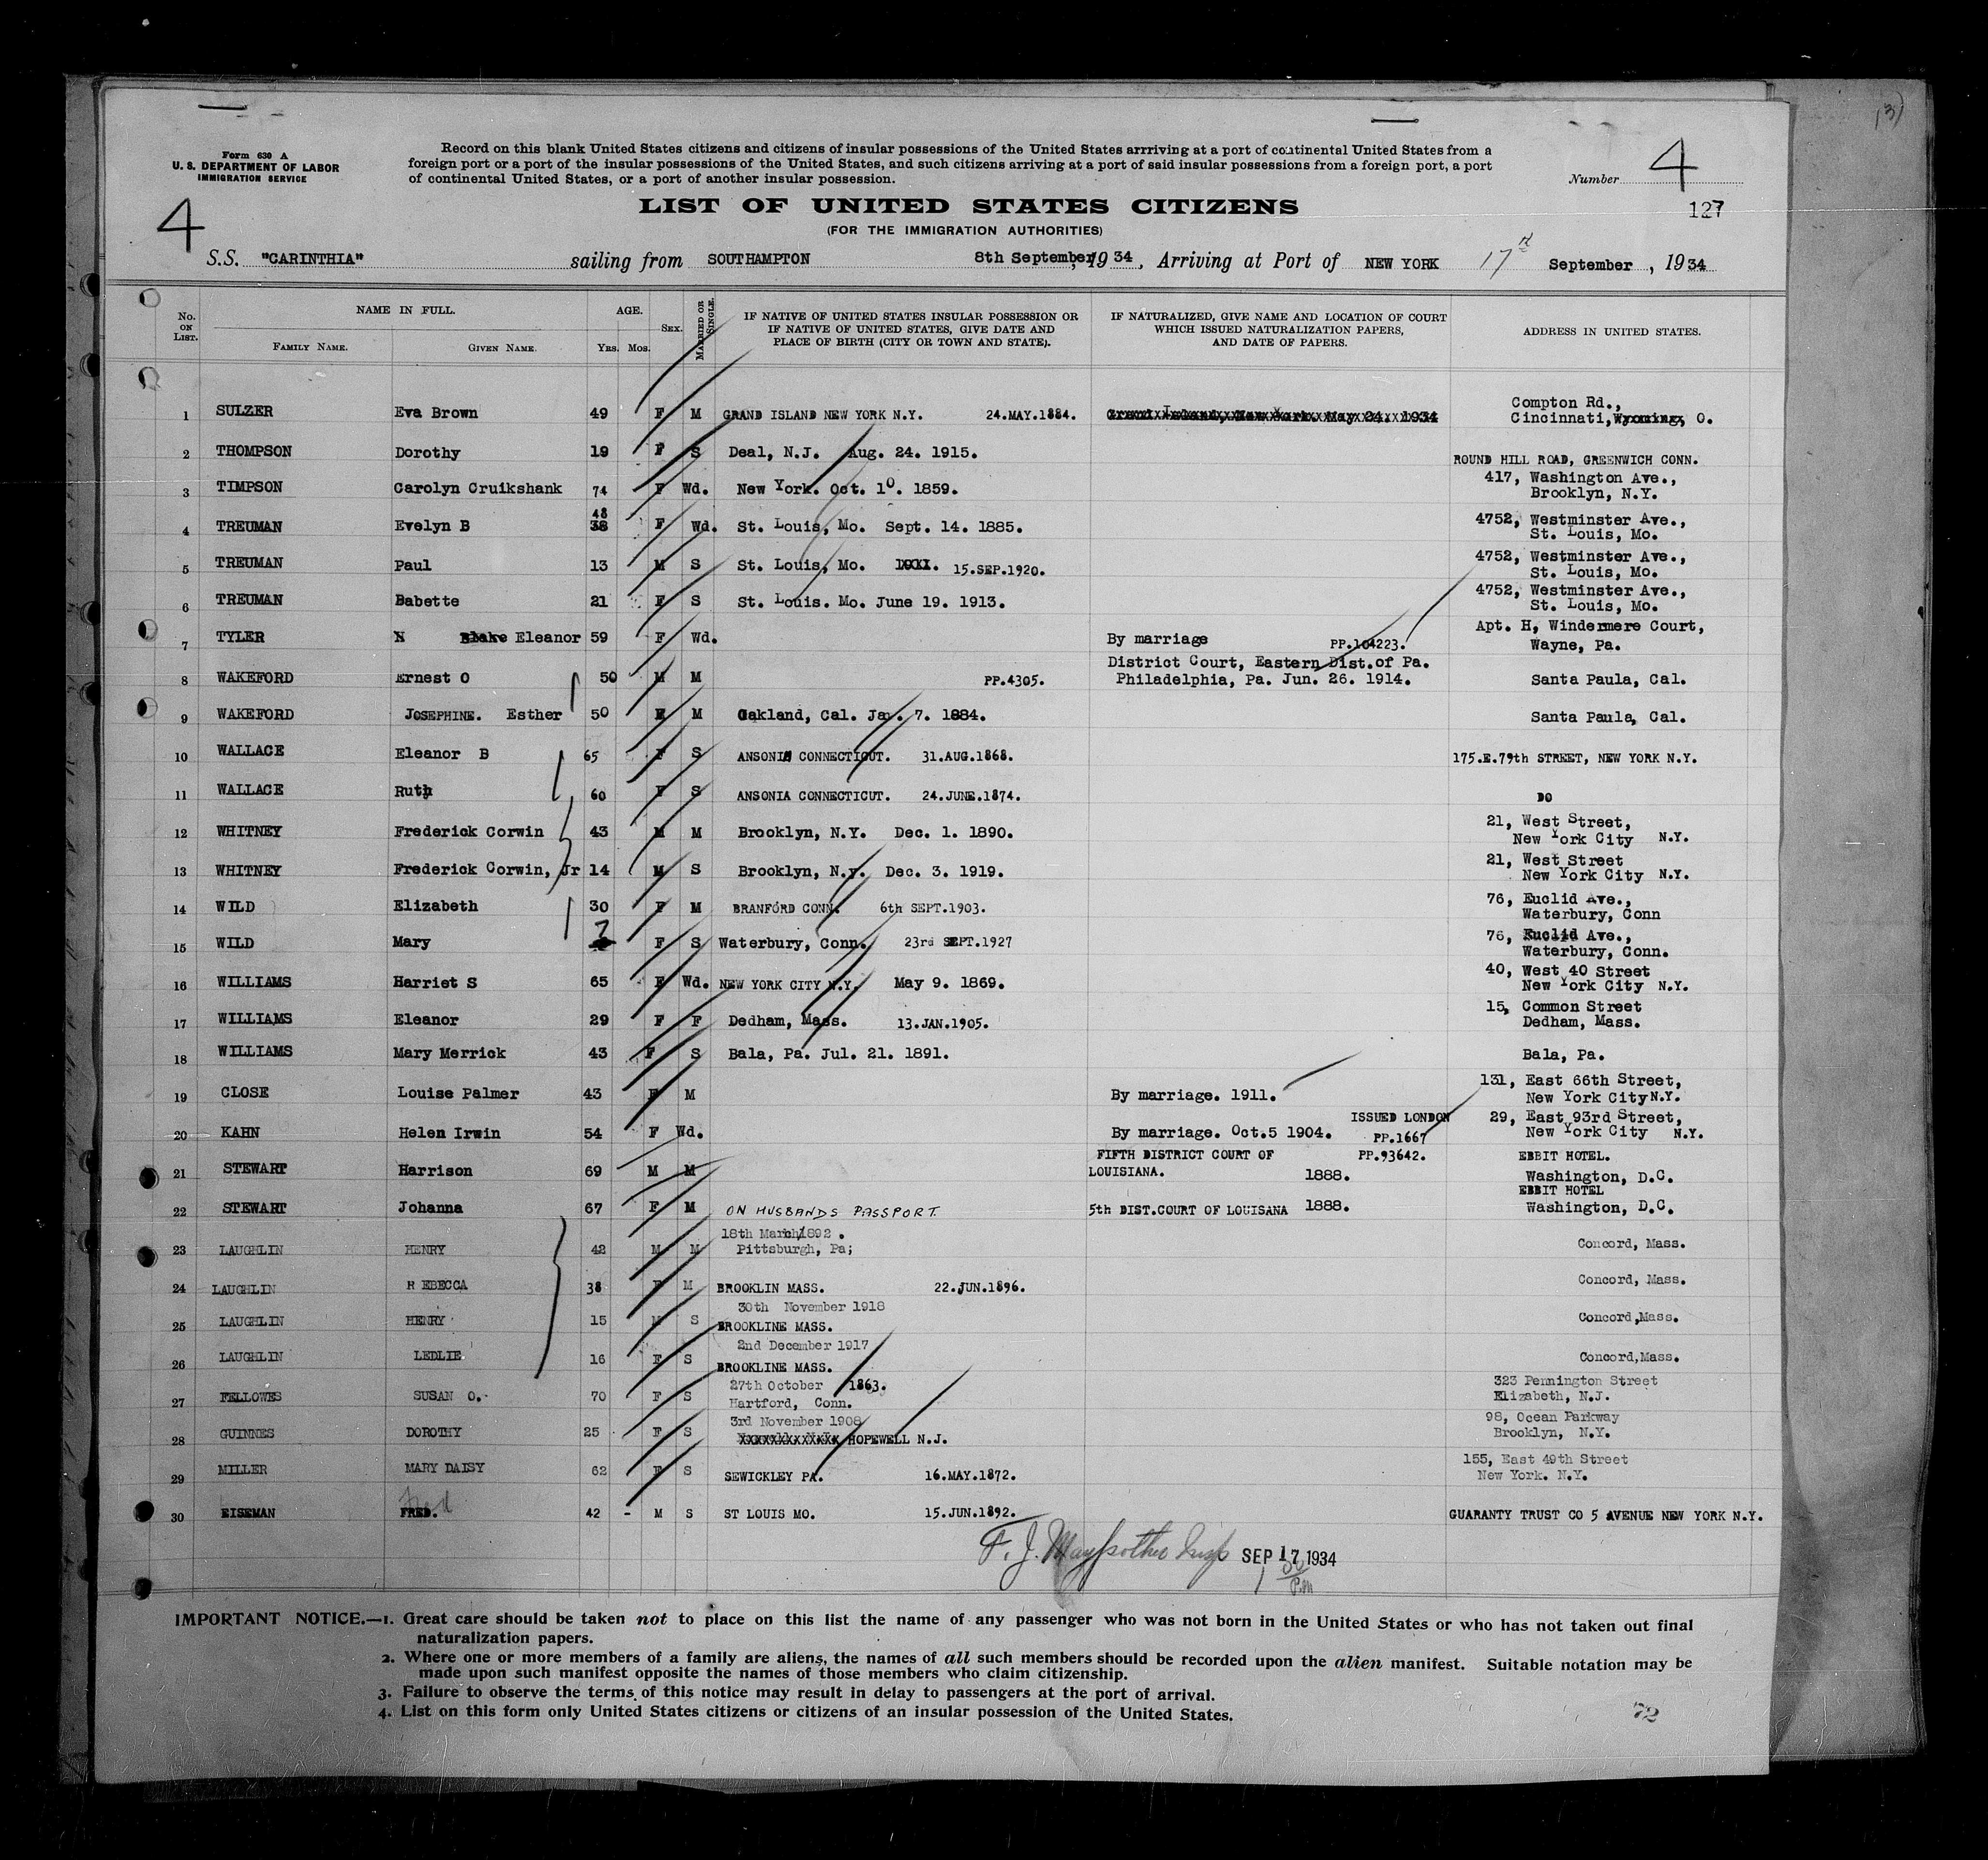 Form 630 A
U. S. DEPARTMENT OF LABOR
IMMIGRATION SERVICE
Record on this blank United States citizens and citizens of insular possessions of the United States arrriving at a port of continental United States from a
foreign port or a port of the insular possessions of the United States, and such citizens arriving at a port of said insular possessions from a foreign port, a port
of continental United States, or a port of another insular possession.
Number 4
127
4
LIST OF UNITED STATES CITIZENS
(FOR THE IMMIGRATION AUTHORITIES)
S.S. "CARINTHIA" sailing from SOUTHAMPTON 8th September, 1934, Arriving at Port of NEW YORK 17th September, 1934
No. ON LIST. NAME IN FULL. FAMILY NAME. GIVEN NAME. AGE. YRS. MOS. SEX. MARRIED OR SINGLE. IF NATIVE OF UNITED STATES INSULAR POSSESSION OR IF NATIVE OF UNITED STATES, GIVE DATE AND PLACE OF BIRTH (CITY OR TOWN AND STATE). IF NATURALIZED, GIVE NAME AND LOCATION OF COURT WHICH ISSUED NATURALIZATION PAPERS, AND DATE OF PAPERS. ADDRESS IN UNITED STATES.
1 SULZER Eva Brown 49 F M GRAND ISLAND NEW YORK N.Y. 24.MAY.1884. Grand Island, New York. May 24. 1934 Compton Rd., Cincinnati, Wyoming, O.
2 THOMPSON Dorothy 19 F S Deal, N.J. Aug. 24. 1915. ROUND HILL ROAD, GREENWICH CONN.
3 TIMPSON Carolyn Cruikshank 74 F Wd. New York. Oct. 10. 1859. 417, Washington Ave., Brooklyn, N.Y.
4 TREUMAN Evelyn B 48 38 F Wd. St. Louis, Mo. Sept. 14. 1885. 4752, Westminster Ave., St. Louis, Mo.
5 TREUMAN Paul 13 M S St. Louis, Mo. 15.SEP.1920. 4752, Westminster Ave., St. Louis, Mo.
6 TREUMAN Babette 21 F S St. Louis. Mo. June 19. 1913. 4752, Westminster Ave., St. Louis, Mo.
7 TYLER Blake Eleanor 59 F Wd. By marriage PP.104223. Apt. H, Windermere Court, Wayne, Pa.
8 WAKEFORD Ernest O 50 M M PP.4305. District Court, Eastern Dist.of Pa. Philadelphia, Pa. Jun. 26. 1914. Santa Paula, Cal.
9 WAKEFORD JOSEPHINE. Esther 50 F M Oakland, Cal. Jan. 7. 1884. Santa Paula, Cal.
10 WALLACE Eleanor B 65 F S ANSONIA CONNECTICUT. 31.AUG.1868. 175.E.79th STREET, NEW YORK N.Y.
11 WALLACE Ruth 60 F S ANSONIA CONNECTICUT. 24.JUNE.1874. DO
12 WHITNEY Frederick Corwin 43 M M Brooklyn, N.Y. Dec. 1. 1890. 21, West Street, New York City N.Y.
13 WHITNEY Frederick Corwin, Jr 14 M S Brooklyn, N.Y. Dec. 3. 1919. 21, West Street New York City N.Y.
14 WILD Elizabeth 30 F M BRANFORD CONN. 6th SEPT.1903. 76, Euclid Ave., Waterbury, Conn
15 WILD Mary 7 F S Waterbury, Conn. 23rd SEPT.1927 76, Euclid Ave., Waterbury, Conn.
16 WILLIAMS Harriet S 65 F Wd. NEW YORK CITY N.Y. May 9. 1869. 40, West 40 Street New York City N.Y.
17 WILLIAMS Eleanor 29 F F Dedham, Mass. 13.JAN.1905. 15, Common Street Dedham, Mass.
18 WILLIAMS Mary Merrick 43 F S Bala, Pa. Jul. 21. 1891. Bala, Pa.
19 CLOSE Louise Palmer 43 F M By marriage. 1911. 131, East 66th Street, New York City N.Y.
20 KAHN Helen Irwin 54 F Wd. By marriage. Oct.5 1904. ISSUED LONDON PP.1667 29, East 93rd Street, New York City N.Y.
21 STEWART Harrison 69 M M FIFTH DISTRICT COURT OF LOUISIANA. PP.93642. 1888. EBBIT HOTEL. Washington, D.C.
22 STEWART Johanna 67 F M ON HUSBANDS PASSPORT 5th DIST.COURT OF LOUISANA 1888. EBBIT HOTEL Washington, D.C.
23 LAUGHLIN HENRY 42 M M 18th March/1892. Pittsburgh, Pa; Concord, Mass.
24 LAUGHLIN R EBECCA 38 F M BROOKLIN MASS. 22.JUN.1896. Concord, Mass.
25 LAUGHLIN HENRY 15 M S 30th November 1918 BROOKLINE MASS. Concord,Mass.
26 LAUGHLIN LEDLIE 16 F S 2nd December 1917 BROOKLINE MASS. Concord,Mass.
27 FELLOWES SUSAN O. 70 F S 27th October 1863. Hartford, Conn. 323 Pennington Street Elizabeth, N.J.
28 GUINNES DOROTHY 25 F S 3rd November 1908 HOPEWELL N.J. 98, Ocean Parkway Brooklyn, N.Y.
29 MILLER MARY DAISY 62 F S SEWICKLEY PA. 16.MAY.1872. 155, East 49th Street New York. N.Y.
30 EISEMAN FRED. Fred 42 - M S ST LOUIS MO. 15.JUN.1892. GUARANTY TRUST CO 5 AVENUE NEW YORK N.Y.
F. J. SEP 17 1934
1 30 P.M
IMPORTANT NOTICE.—1. Great care should be taken not to place on this list the name of any passenger who was not born in the United States or who has not taken out final
naturalization papers.
2. Where one or more members of a family are aliens, the names of all such members should be recorded upon the alien manifest. Suitable notation may be
made upon such manifest opposite the names of those members who claim citizenship.
3. Failure to observe the terms of this notice may result in delay to passengers at the port of arrival.
4. List on this form only United States citizens or citizens of an insular possession of the United States.
72